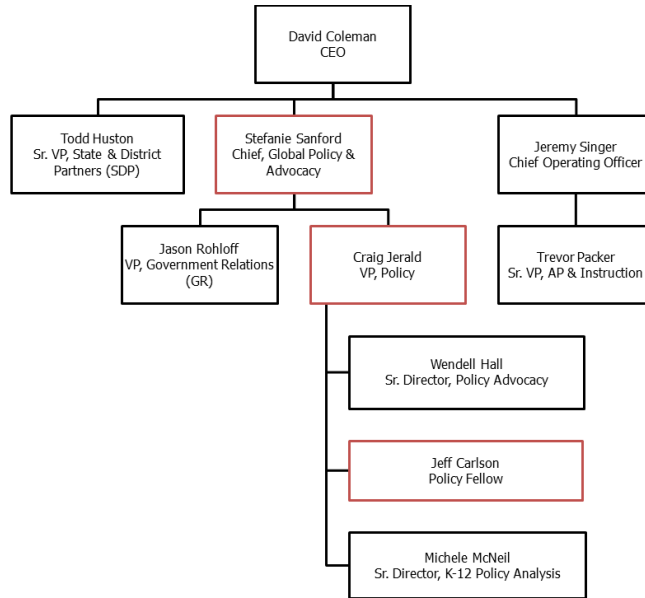 David Coleman
CEO
Todd Huston
Sr. VP, State & District
Partners (SDP)
Stefanie Sanford
Chief, Global Policy &
Advocacy
Jeremy Singer
Chief Operating Officer
Jason Rohloff
VP, Government Relations
(GR)
Craig Jerald
VP, Policy
Trevor Packer
Sr. VP, AP & Instruction
Wendell Hall
Sr. Director, Policy Advocacy
Jeff Carlson
Policy Fellow
Michele McNeil
Sr. Director, K-12 Policy Analysis